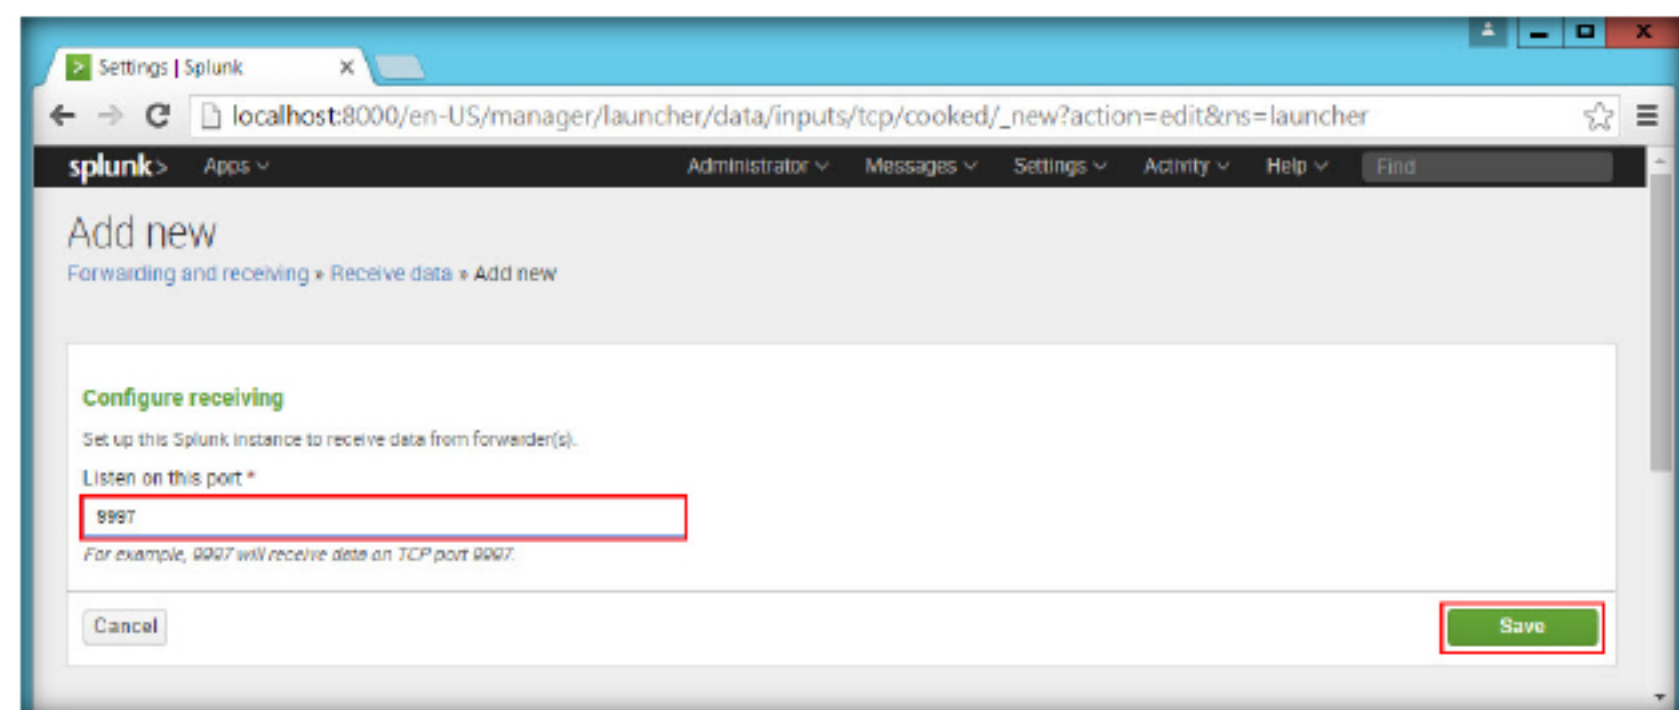 Settings | Splunk
localhost:8000/en-US/manager/launcher/data/inputs/tcp/cooked/_new?action=edit&ns=launcher
splunk> Apps Administrator Messages Settings Activity Help Find
Add new
Forwarding and receiving » Receive data » Add new
Configure receiving
Set up this Splunk instance to receive data from forwarder(s).
Listen on this port *
9997
For example, 9997 will receive data on TCP port 9997.
Cancel Save